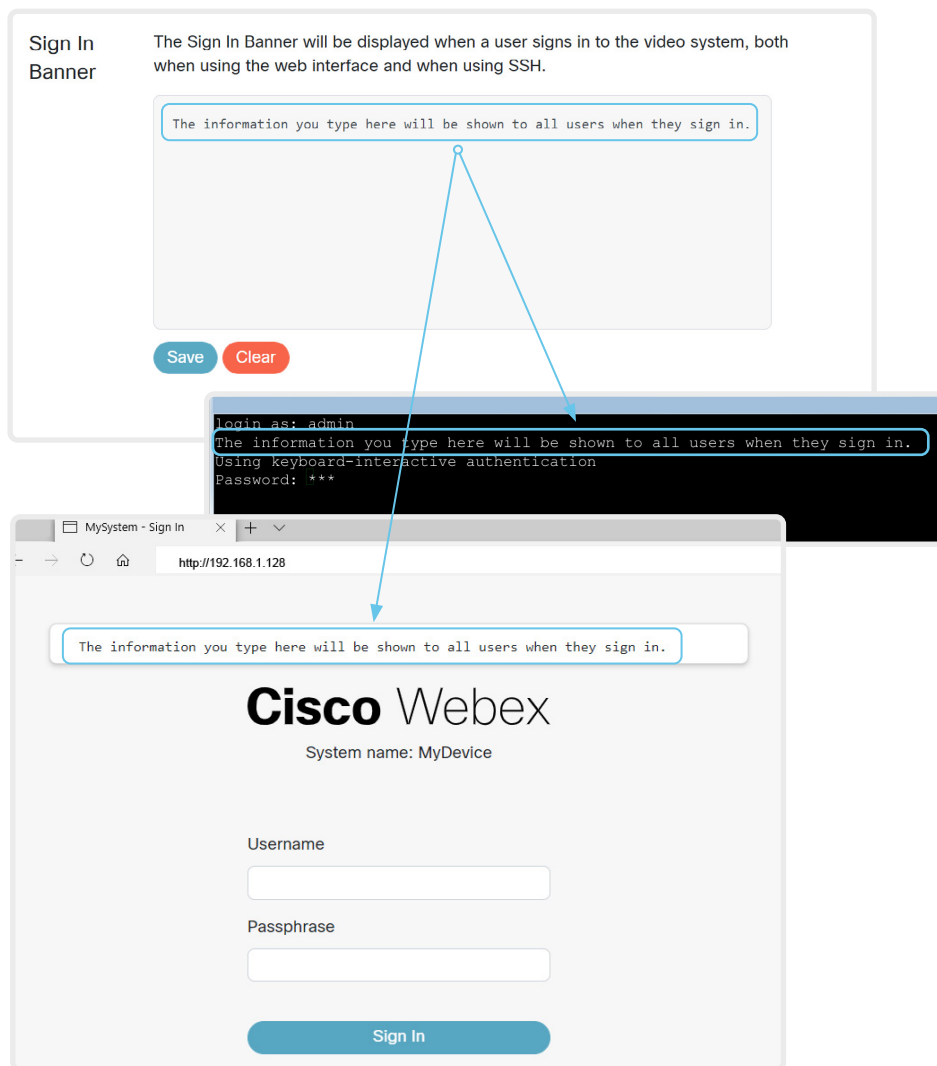 Sign In
Banner
The Sign In Banner will be displayed when a user signs in to the video system, both
when using the web interface and when using SSH.
The information you type here will be shown to all users when they sign in.
Save Clear
login as: admin
The information you type here will be shown to all users when they sign in.
Using keyboard-interactive authentication
Password: ***
MySystem - Sign In
http://192.168.1.128
The information you type here will be shown to all users when they sign in.
Cisco Webex
System name: MyDevice
Username
Passphrase
Sign In